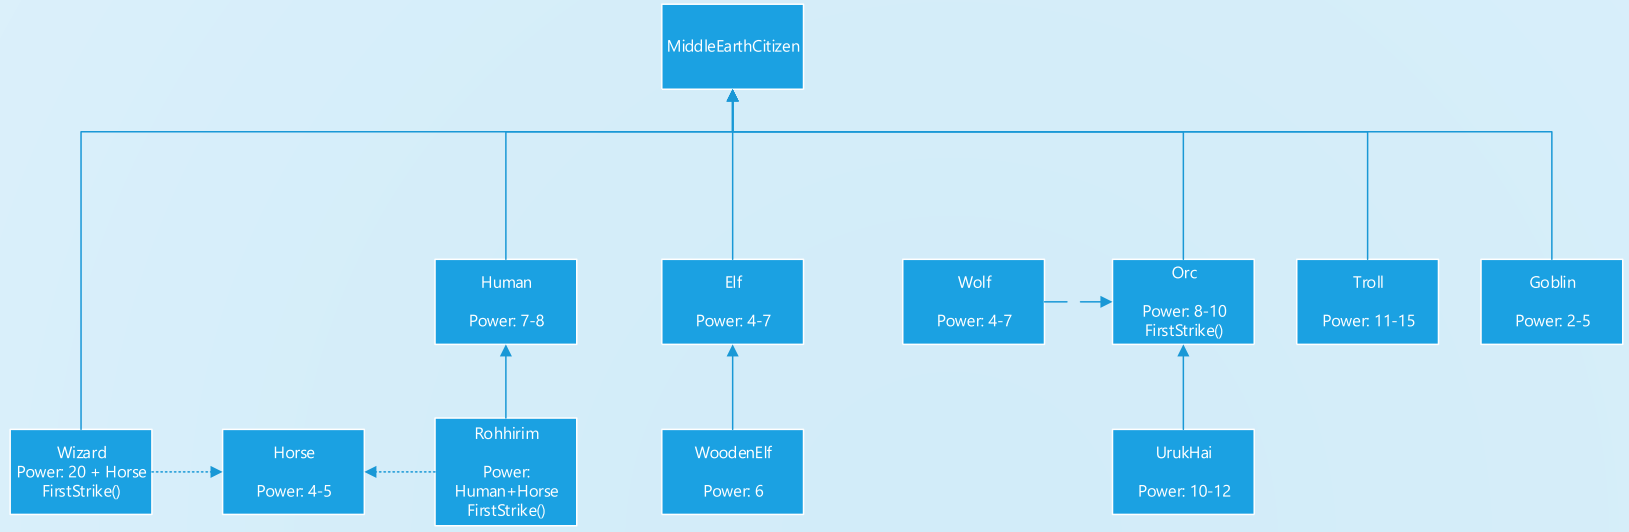 MiddleEarthCitizen
Human
Power: 7-8
Elf
Power: 4-7
Wolf
Power: 4-7
Orc
Power: 8-10
FirstStrike()
Troll
Power: 11-15
Goblin
Power: 2-5
Wizard
Power: 20 + Horse
FirstStrike()
Horse
Power: 4-5
Rohhirim
Power:
Human+Horse
FirstStrike()
WoodenElf
Power: 6
UrukHai
Power: 10-12